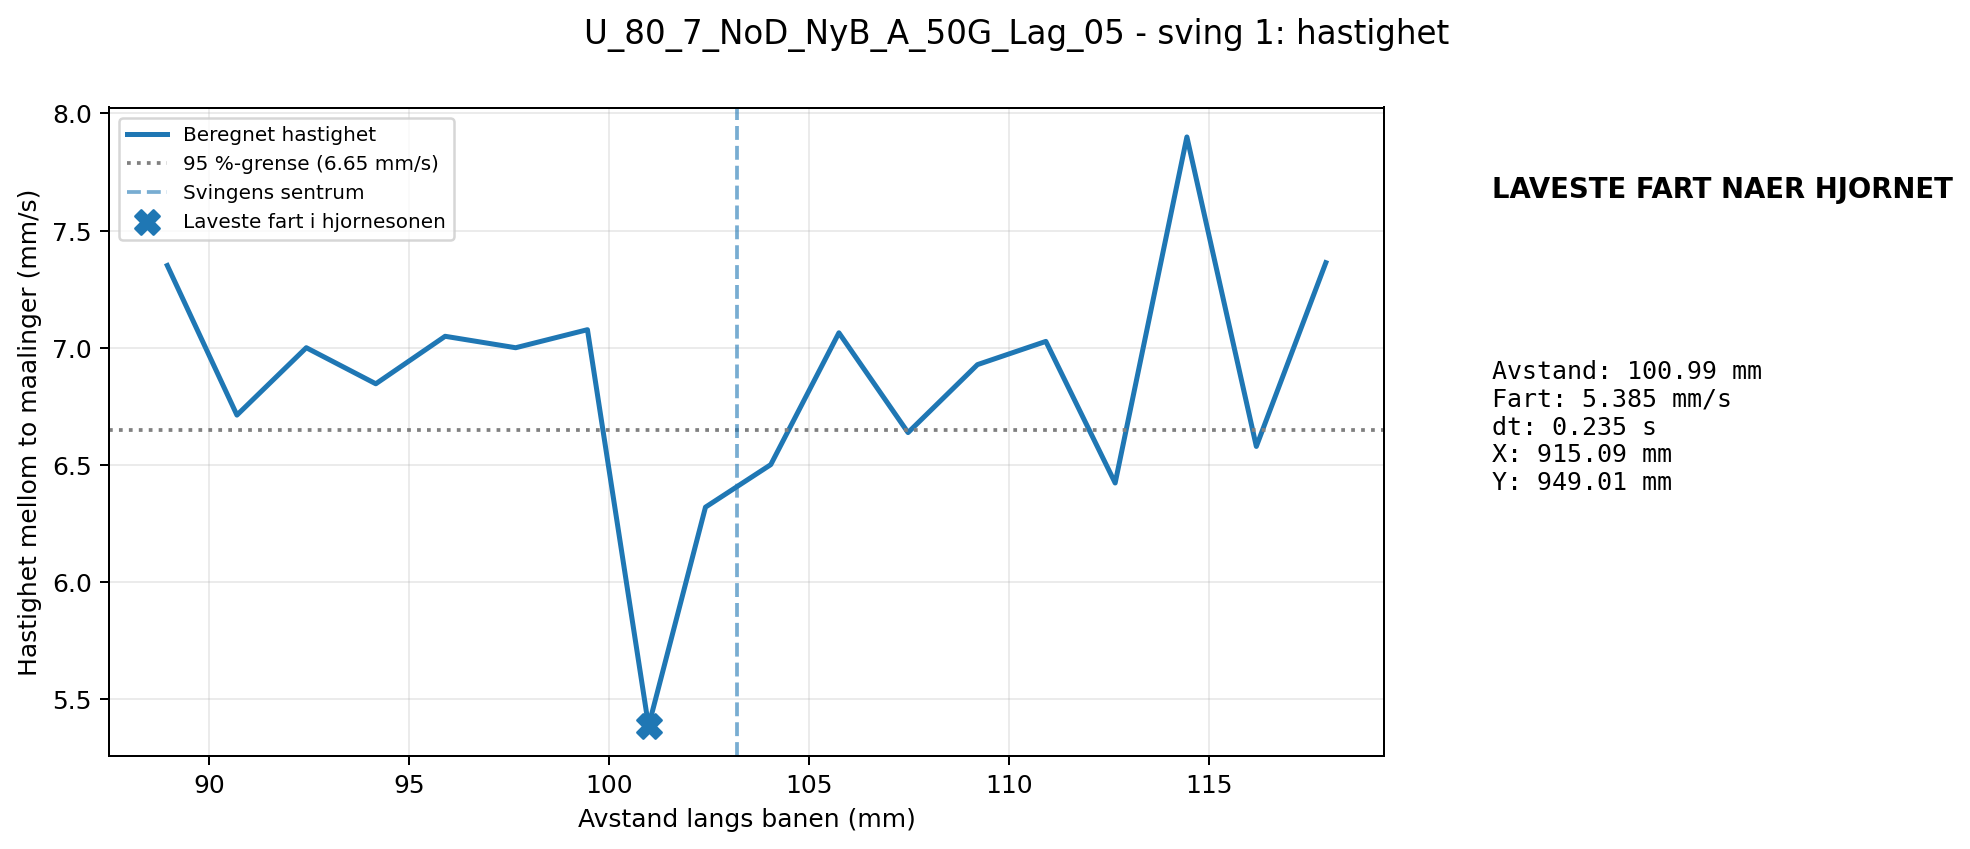 U_80_7_NoD_NyB_A_50G_Lag_05 - sving 1: hastighet
Hastighet mellom to maalinger (mm/s)
8.0
7.5
7.0
6.5
6.0
5.5
Beregnet hastighet
95 %-grense (6.65 mm/s)
Svingens sentrum
Laveste fart i hjornesonen
90
95
100
105
110
115
Avstand langs banen (mm)
LAVESTE FART NAER HJORNET
Avstand: 100.99 mm
Fart: 5.385 mm/s
dt: 0.235 s
X: 915.09 mm
Y: 949.01 mm